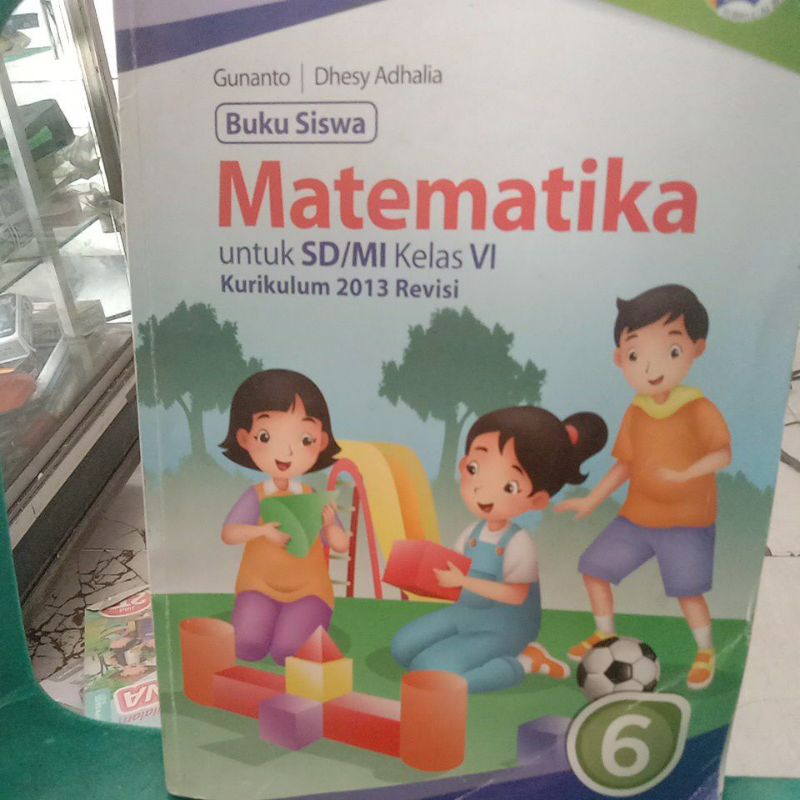 Gunanto | Dhesy Adhalia
Buku Siswa
Matematika
untuk SD/MI Kelas VI
Kurikulum 2013 Revisi
6